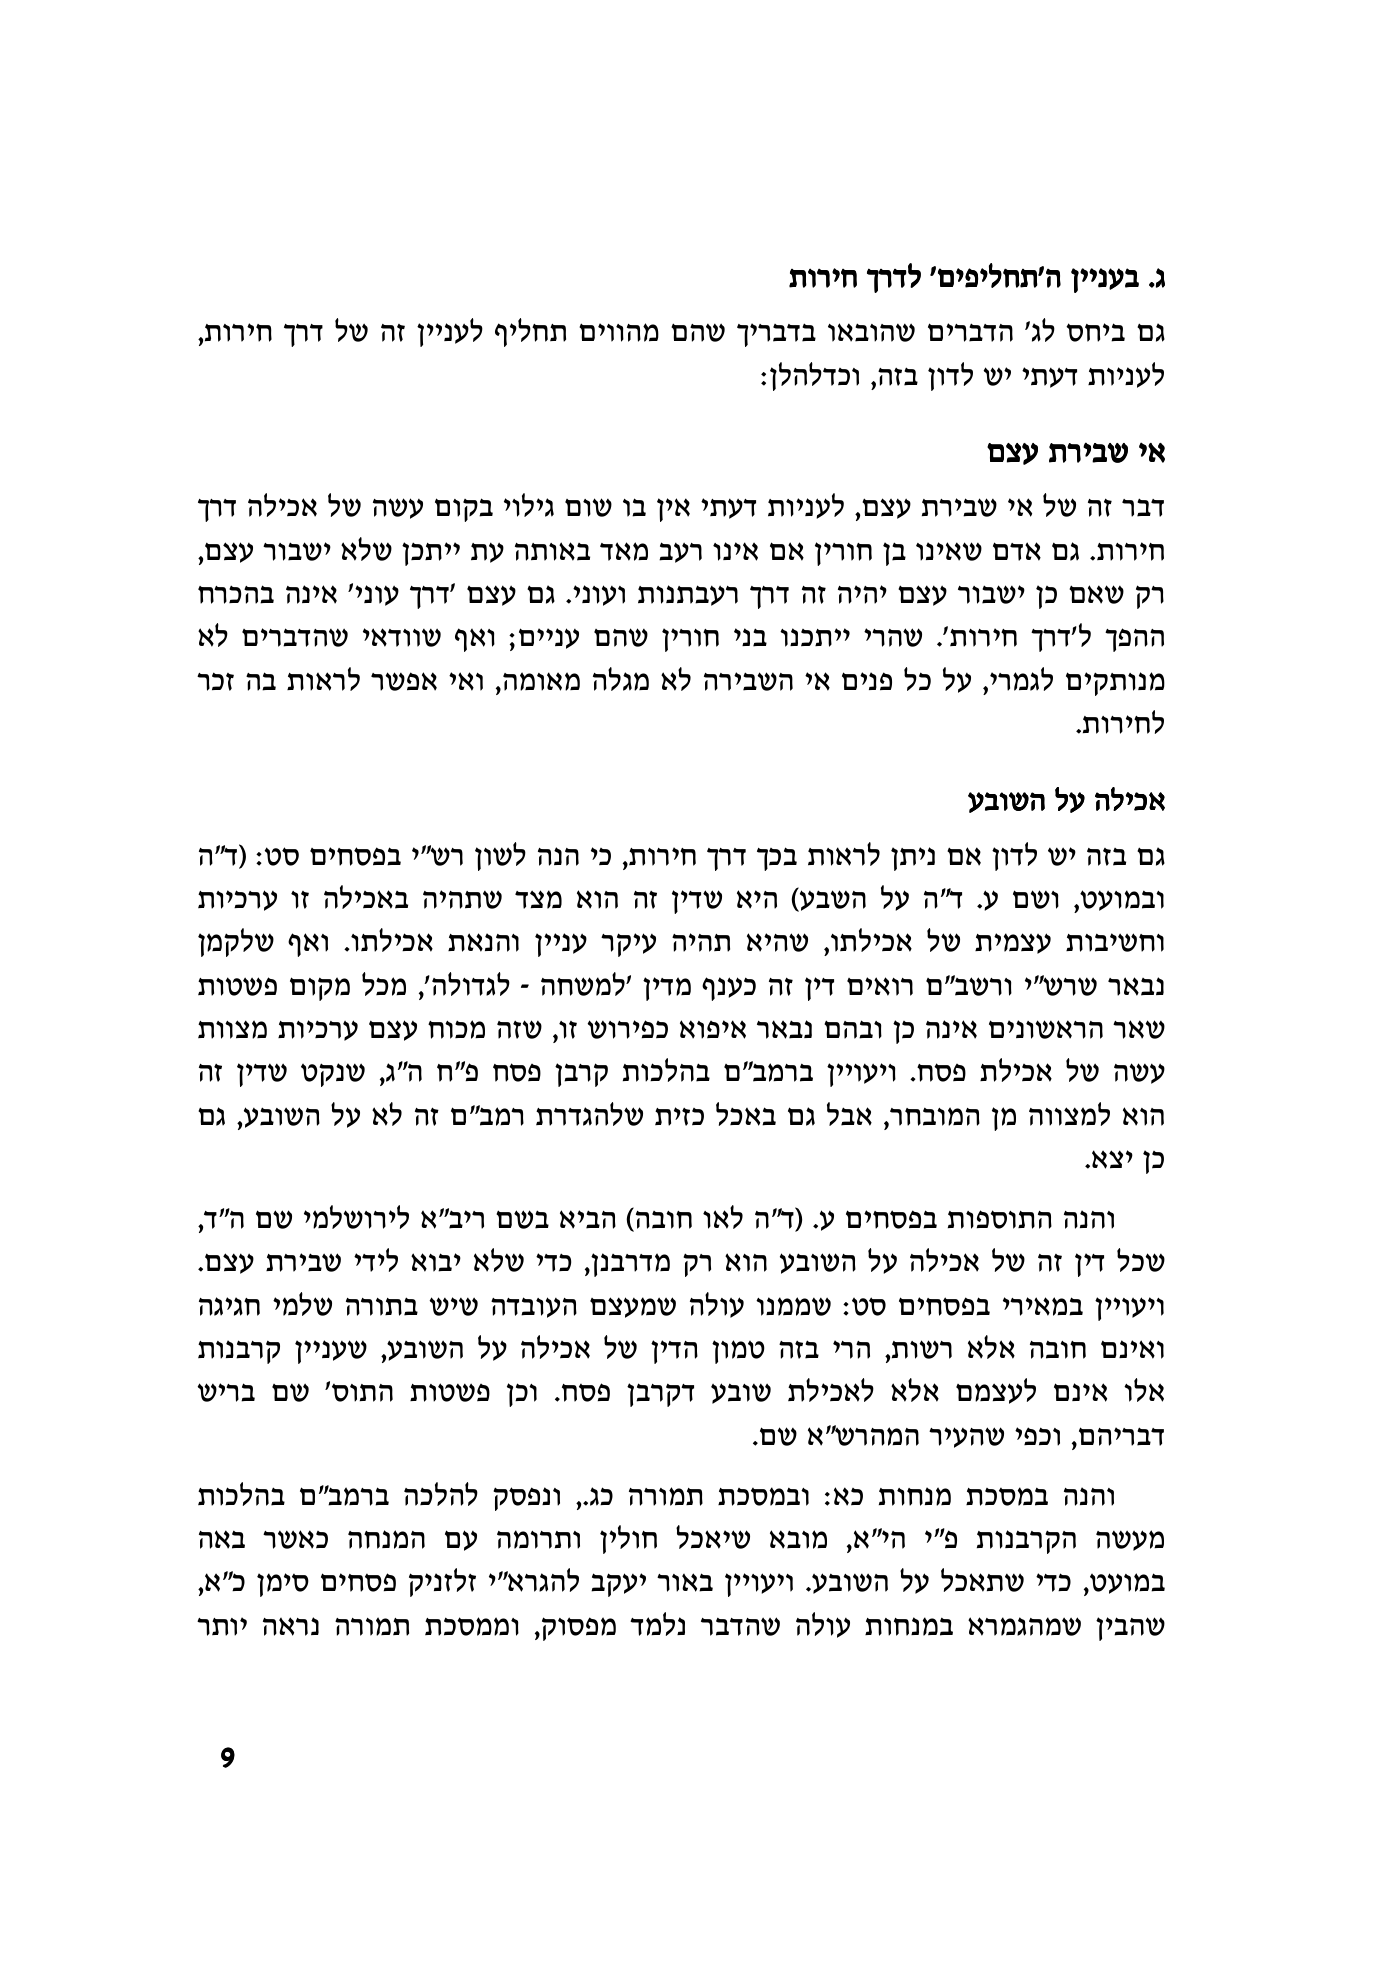 ג. בעניין ה'תחליפים' לדרך חירות
גם ביחס לג' הדברים שהובאו בדבריך שהם מהווים תחליף לעניין זה של דרך חירות,
לעניות דעתי יש לדון בזה, וכדלהלן:
אי שבירת עצם
דבר זה של אי שבירת עצם, לעניות דעתי אין בו שום גילוי בקום עשה של אכילה דרך
חירות. גם אדם שאינו בן חורין אם אינו רעב מאד באותה עת ייתכן שלא ישבור עצם,
רק שאם כן ישבור עצם יהיה זה דרך רעבתנות ועוני. גם עצם 'דרך עוני' אינה בהכרח
ההפך ל'דרך חירות'. שהרי ייתכנו בני חורין שהם עניים; ואף שוודאי שהדברים לא
מנותקים לגמרי, על כל פנים אי השבירה לא מגלה מאומה, ואי אפשר לראות בה זכר
לחירות.
אכילה על השובע
גם בזה יש לדון אם ניתן לראות בכך דרך חירות, כי הנה לשון רש"י בפסחים סט: (ד"ה
ובמועט, ושם ע. ד"ה על השבע) היא שדין זה הוא מצד שתהיה באכילה זו ערכיות
וחשיבות עצמית של אכילתו, שהיא תהיה עיקר עניין והנאת אכילתו. ואף שלקמן
נבאר שרש"י ורשב"ם רואים דין זה כענף מדין 'למשחה - לגדולה', מכל מקום פשטות
שאר הראשונים אינה כן ובהם נבאר איפוא כפירוש זו, שזה מכוח עצם ערכיות מצוות
עשה של אכילת פסח. ויעויין ברמב"ם בהלכות קרבן פסח פ"ח ה"ג, שנקט שדין זה
הוא למצווה מן המובחר, אבל גם באכל כזית שלהגדרת רמב"ם זה לא על השובע, גם
כן יצא.
והנה התוספות בפסחים ע. (ד"ה לאו חובה) הביא בשם ריב"א לירושלמי שם ה"ד,
שכל דין זה של אכילה על השובע הוא רק מדרבנן, כדי שלא יבוא לידי שבירת עצם.
ויעויין במאירי בפסחים סט: שממנו עולה שמעצם העובדה שיש בתורה שלמי חגיגה
ואינם חובה אלא רשות, הרי בזה טמון הדין של אכילה על השובע, שעניין קרבנות
אלו אינם לעצמם אלא לאכילת שובע דקרבן פסח. וכן פשטות התוס' שם בריש
דבריהם, וכפי שהעיר המהרש"א שם.
והנה במסכת מנחות כא: ובמסכת תמורה כג., ונפסק להלכה ברמב"ם בהלכות
מעשה הקרבנות פ"י הי"א, מובא שיאכל חולין ותרומה עם המנחה כאשר באה
במועט, כדי שתאכל על השובע. ויעויין באור יעקב להגרא"י זלזניק פסחים סימן כ"א,
שהבין שמהגמרא במנחות עולה שהדבר נלמד מפסוק, וממסכת תמורה נראה יותר
9